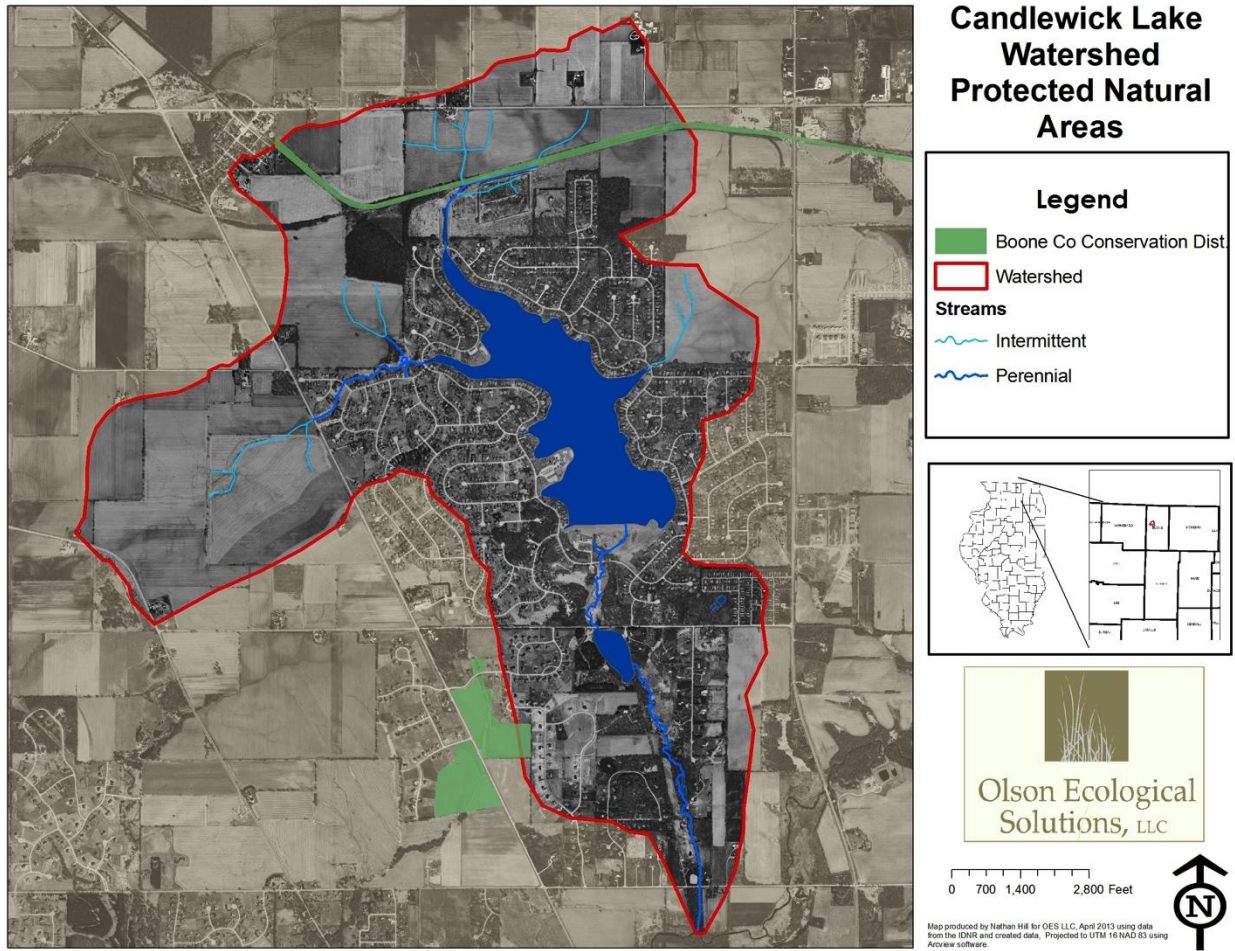 Candlewick Lake
Watershed
Protected Natural
Areas
Legend
Boone Co Conservation Dist.
Watershed
Streams
Intermittent
Perennial
Olson Ecological
Solutions, LLC
0 700 1,400 2,800 Feet
N
Map produced by Nathan Hill for OES LLC, April 2013 using data
from the IDNR and created data, Projected to UTM 16 NAD 83 using
Arcview software.